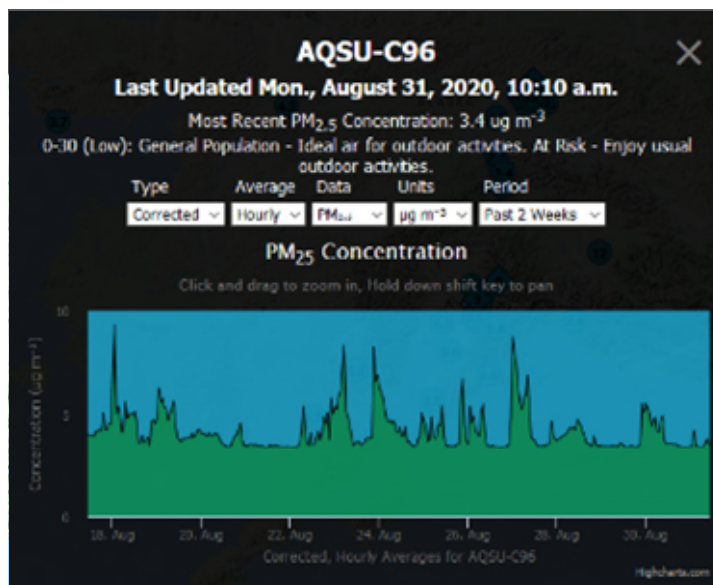 AQSU-C96
Last Updated Mon., August 31, 2020, 10:10 a.m.
Most Recent PM2.5 Concentration: 3.4 ug m-3
0-30 (Low): General Population - Ideal air for outdoor activities. At Risk - Enjoy usual
outdoor activities.
Type Average Data Units Period
Corrected Hourly PM2.5 µg m-3 Past 2 Weeks
PM25 Concentration
Click and drag to zoom in, Hold down shift key to pan
Concentration (µg m-3)
10
5
0
18. Aug 20. Aug 22. Aug 24. Aug 26. Aug 28. Aug 30. Aug
Corrected, Hourly Averages for AQSU-C96
Highcharts.com